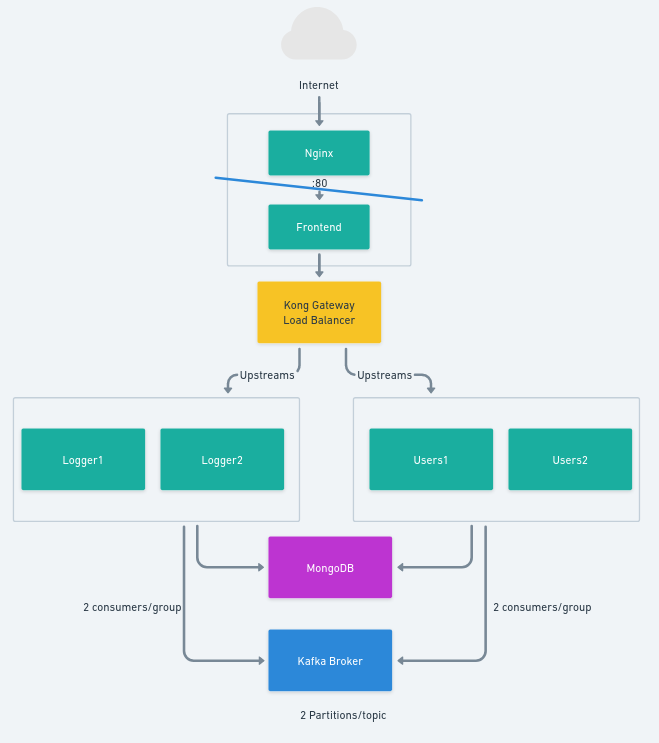 Internet
Nginx
:80
Frontend
Kong Gateway
Load Balancer
Upstreams
Upstreams
Logger1
Logger2
Users1
Users2
MongoDB
2 consumers/group
2 consumers/group
Kafka Broker
2 Partitions/topic